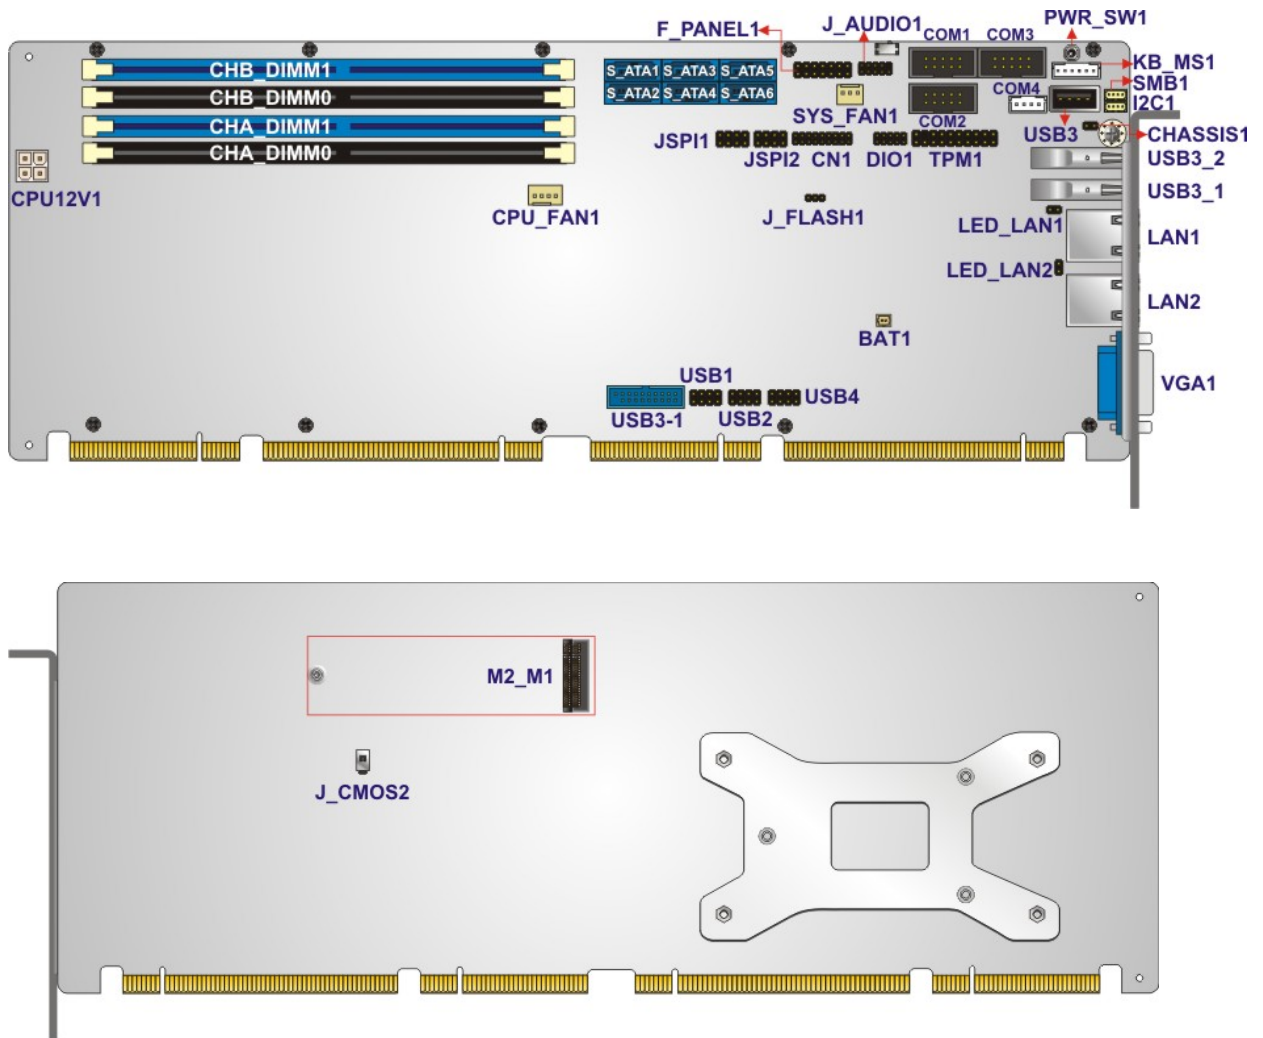 PWR_SW1
J_AUDIO1
F_PANEL1
COM1
COM3
KB_MS1
CHB_DIMM1
S_ATA1
S_ATA3
S_ATA5
SMB1
COM4
CHB_DIMM0
S_ATA2
S_ATA4
S_ATA6
I2C1
SYS_FAN1
COM2
CHA_DIMM1
USB3
CHASSIS1
JSPI1
CHA_DIMM0
JSPI2
CN1
DIO1
TPM1
USB3_2
CPU12V1
USB3_1
CPU_FAN1
J_FLASH1
LED_LAN1
LAN1
LED_LAN2
LAN2
BAT1
USB1
VGA1
USB4
USB3-1
USB2
M2_M1
J_CMOS2